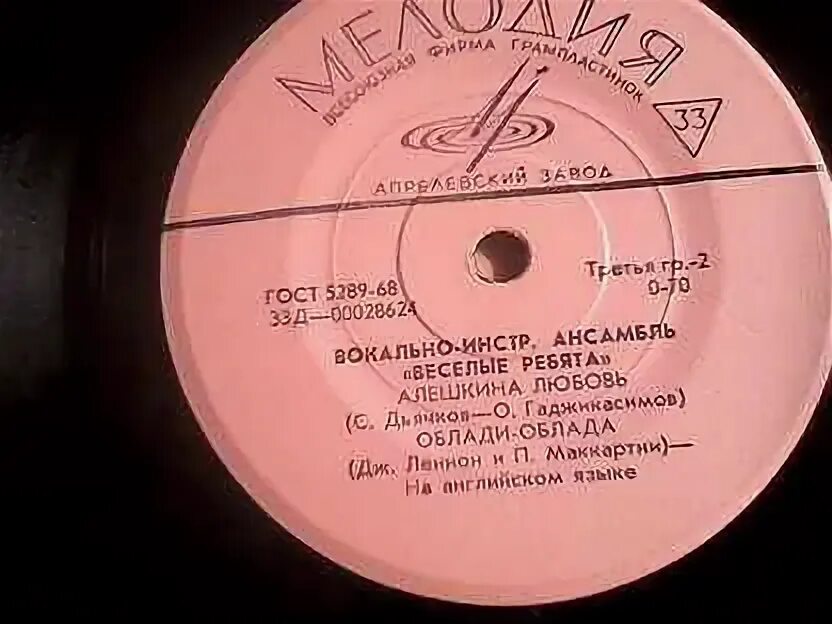 МЕЛОДИЯ
ВСЕСОЮЗНАЯ ФИРМА ГРАМПЛАСТИНОК
33
АПРЕЛЕВСКИЙ ЗАВОД
ГОСТ 5289-68
33Д—00028624
Третья гр.-2
0-70
ВОКАЛЬНО-ИНСТР. АНСАМБЛЬ
«ВЕСЕЛЫЕ РЕБЯТА»
АЛЕШКИНА ЛЮБОВЬ
(С. Дьячков—О. Гаджикасимов)
ОБЛАДИ-ОБЛАДА
(Дж. Леннон и П. Маккартни)—
На английском языке